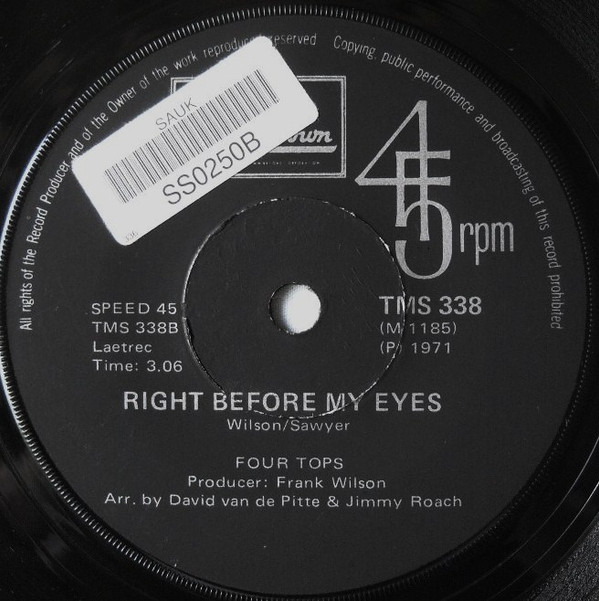 All rights of the Record Producer and of the Owner of the work reproduced reserved Copying, public performance and broadcasting of this record prohibited
SAUK
SS0250B
45 rpm
SPEED 45
TMS 338B
Laetrec
Time: 3.06
TMS 338
(M 1185)
(P) 1971
RIGHT BEFORE MY EYES
Wilson/Sawyer
FOUR TOPS
Producer: Frank Wilson
Arr. by David van de Pitte & Jimmy Roach